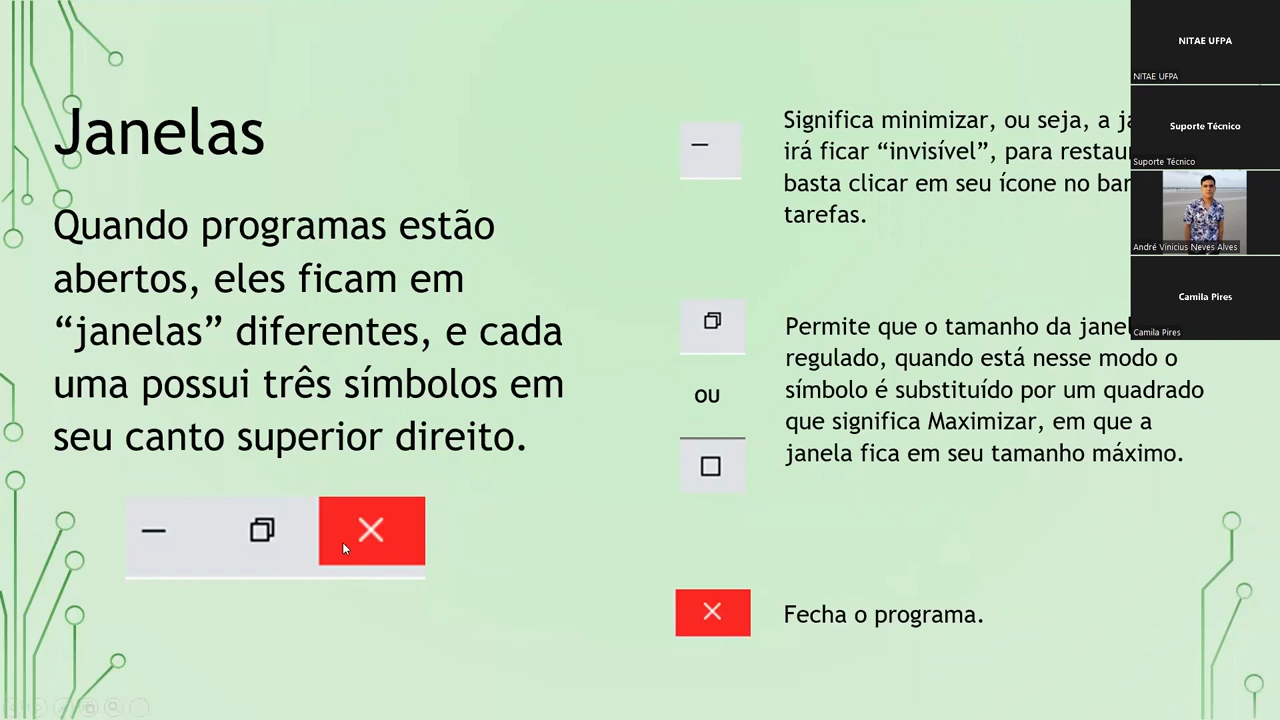 Janelas
Quando programas estão
abertos, eles ficam em
“janelas” diferentes, e cada
uma possui três símbolos em
seu canto superior direito.
Significa minimizar, ou seja, a
irá ficar “invisível”, para
basta clicar em seu ícone no
tarefas.
OU
Permite que o tamanho da
regulado, quando está nesse modo o
símbolo é substituído por um quadrado
que significa Maximizar, em que a
janela fica em seu tamanho máximo.
Fecha o programa.
NITAE UFPA
NITAE UFPA
Suporte Técnico
Suporte Técnico
André Vinicius Neves Alves
Camila Pires
Camila Pires